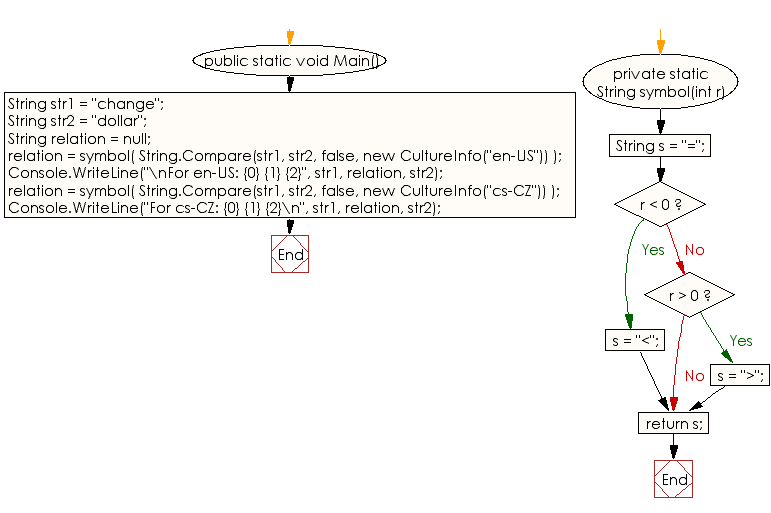 public static void Main()
String str1 = "change";
String str2 = "dollar";
String relation = null;
relation = symbol( String.Compare(str1, str2, false, new CultureInfo("en-US")) );
Console.WriteLine("\nFor en-US: {0} {1} {2}", str1, relation, str2);
relation = symbol( String.Compare(str1, str2, false, new CultureInfo("cs-CZ")) );
Console.WriteLine("For cs-CZ: {0} {1} {2}\n", str1, relation, str2);
End
private static
String symbol(int r)
String s = "=";
r < 0 ?
Yes
No
r > 0 ?
s = "<";
Yes
No
s = ">";
return s;
End